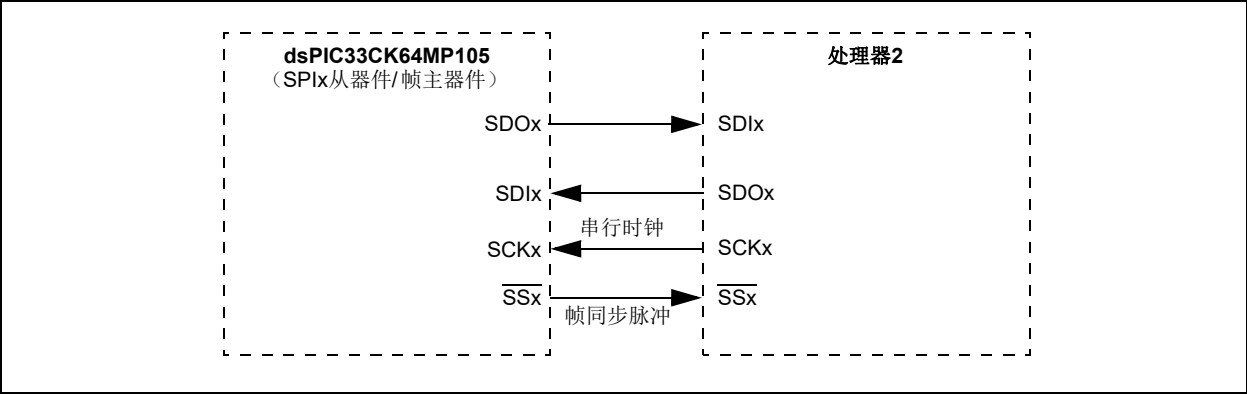 dsPIC33CK64MP105
（SPIx从器件/ 帧主器件）
处理器2
SDOx
SDIx
SDIx
SDOx
串行时钟
SCKx
SCKx
SSx
SSx
帧同步脉冲